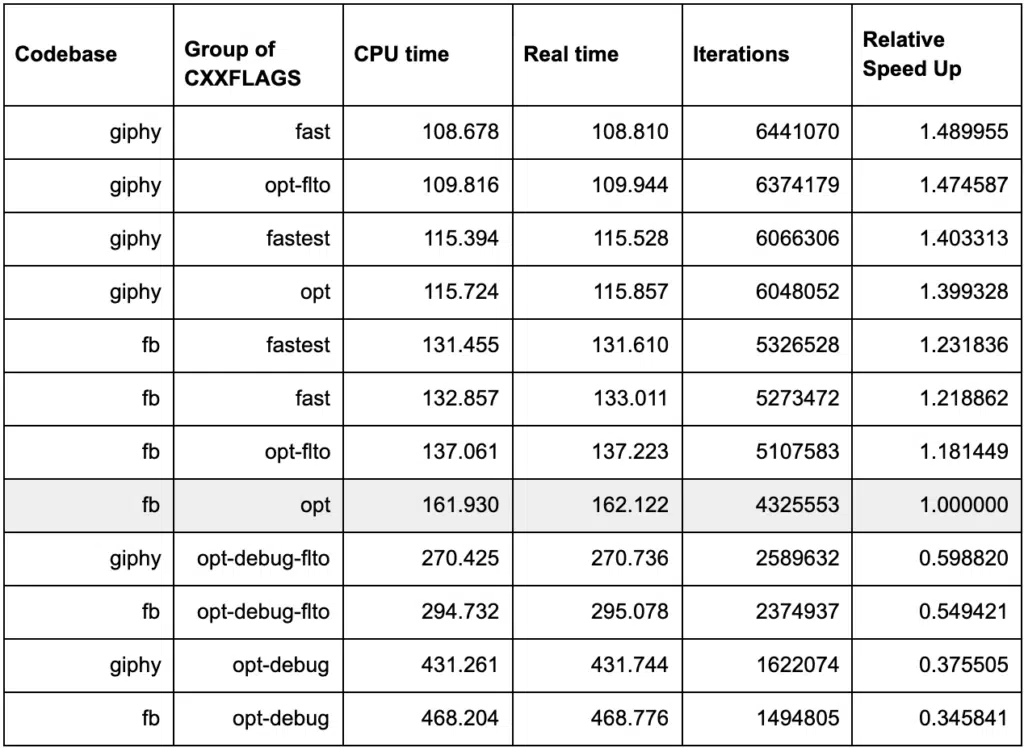 Codebase Group of CXXFLAGS CPU time Real time Iterations Relative Speed Up
giphy fast 108.678 108.810 6441070 1.489955
giphy opt-flto 109.816 109.944 6374179 1.474587
giphy fastest 115.394 115.528 6066306 1.403313
giphy opt 115.724 115.857 6048052 1.399328
fb fastest 131.455 131.610 5326528 1.231836
fb fast 132.857 133.011 5273472 1.218862
fb opt-flto 137.061 137.223 5107583 1.181449
fb opt 161.930 162.122 4325553 1.000000
giphy opt-debug-flto 270.425 270.736 2589632 0.598820
fb opt-debug-flto 294.732 295.078 2374937 0.549421
giphy opt-debug 431.261 431.744 1622074 0.375505
fb opt-debug 468.204 468.776 1494805 0.345841